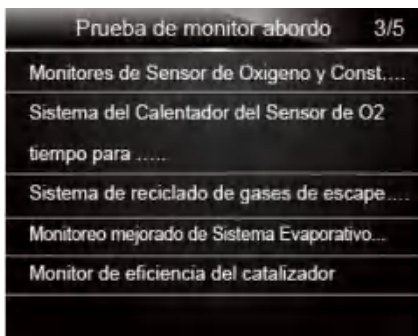 Prueba de monitor abordo 3/5
Monitores de Sensor de Oxigeno y Const....
Sistema del Calentador del Sensor de O2
tiempo para .....
Sistema de reciclado de gases de escape....
Monitoreo mejorado de Sistema Evaporativo...
Monitor de eficiencia del catalizador